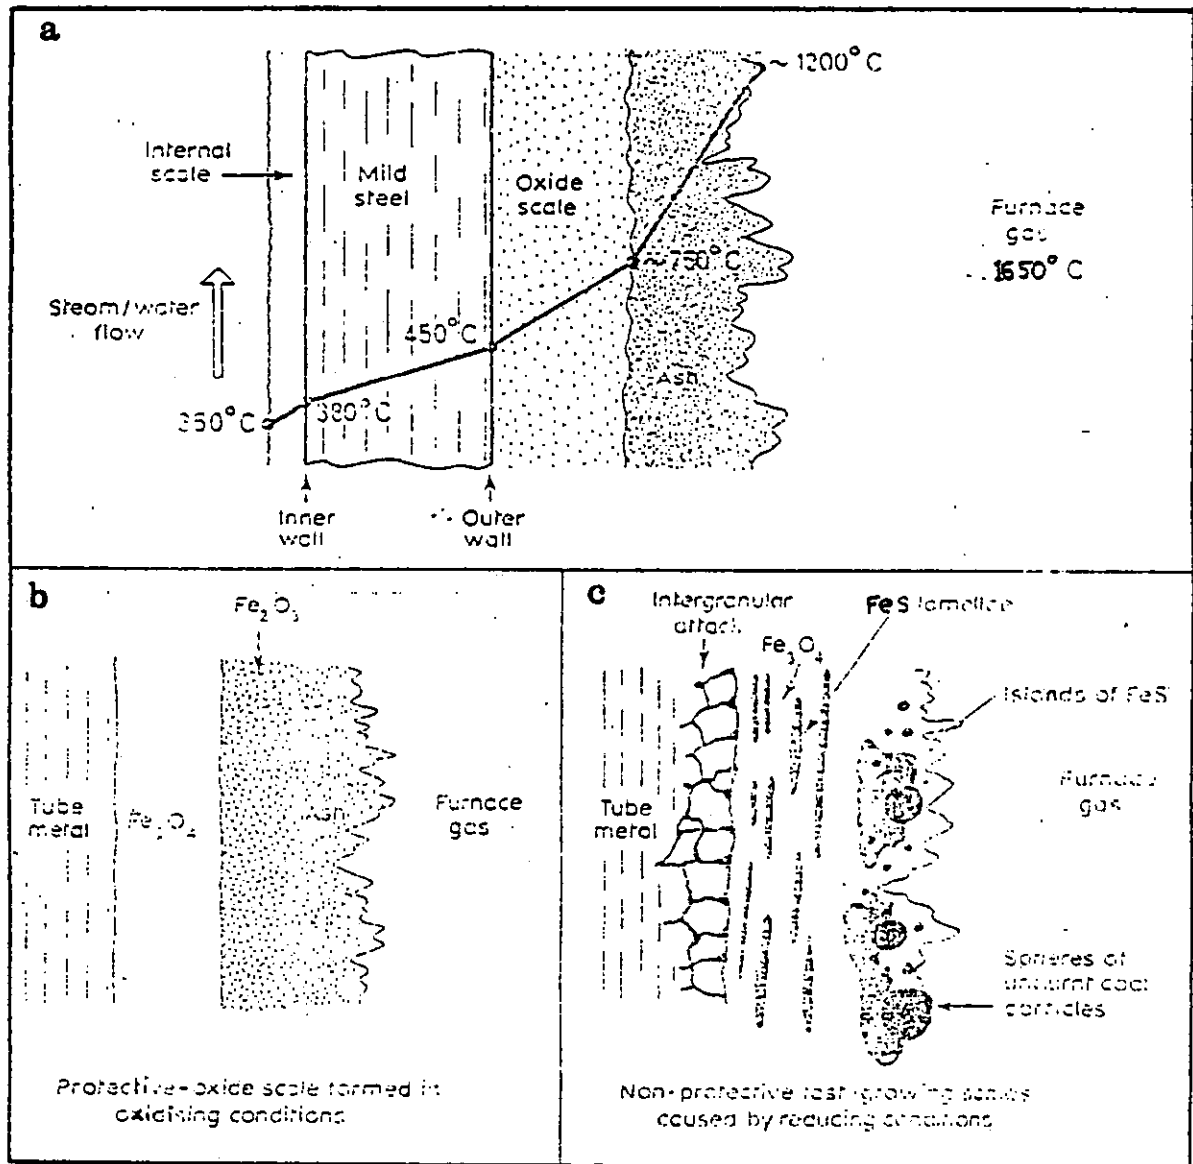 a
~ 1200° C
Internal
scale
Mild
steel
Oxide
scale
Furnace
gas
1650° C
~ 750° C
Steam/water
flow
450° C
Ash
350° C
380° C
Inner
wall
Outer
wall
b
Fe2O3
Tube
metal
Fe3O4
Ash
Furnace
gas
Protective-oxide scale formed in
oxidising conditions
c
Intergranular
attack
FeS lamellae
Fe3O4
Islands of FeS
Furnace
gas
Tube
metal
Spheres of
unburnt coal
particles
Non-protective fast-growing scales
caused by reducing conditions